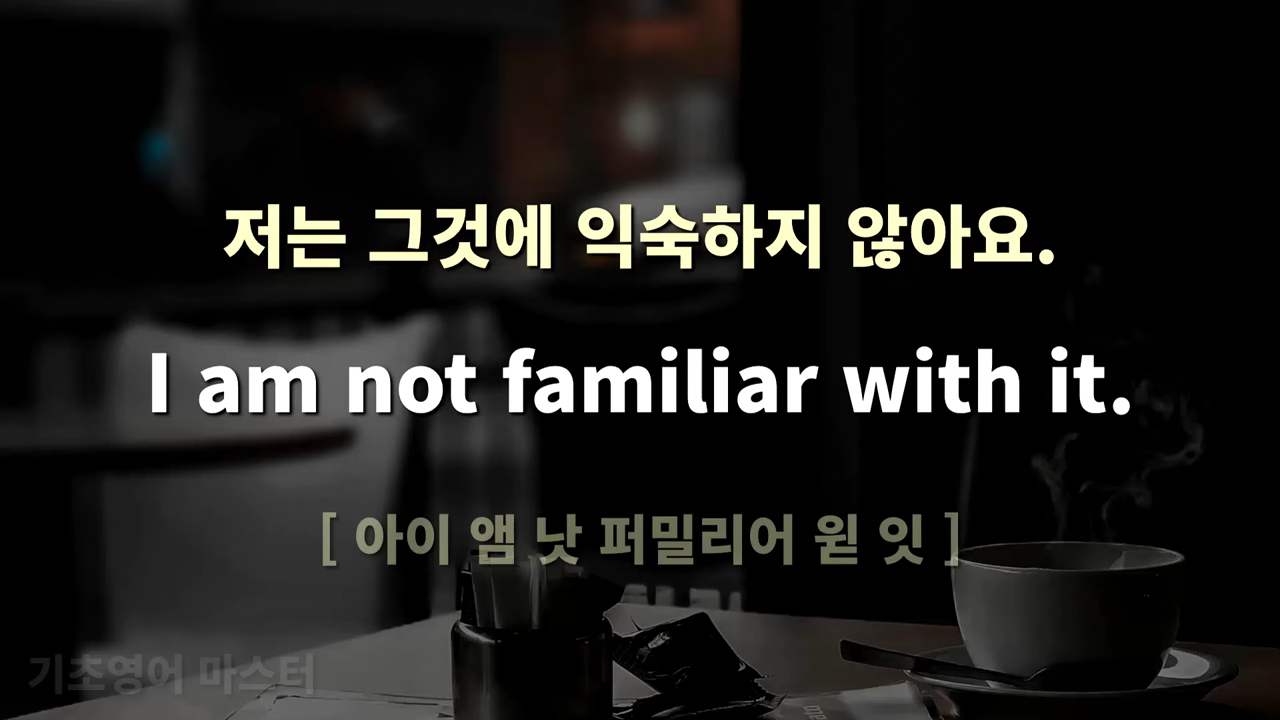 저는 그것에 익숙하지 않아요.
I am not familiar with it.
[ 아이 앰 낫 퍼밀리어 윋 잇 ]
기초영어 마스터